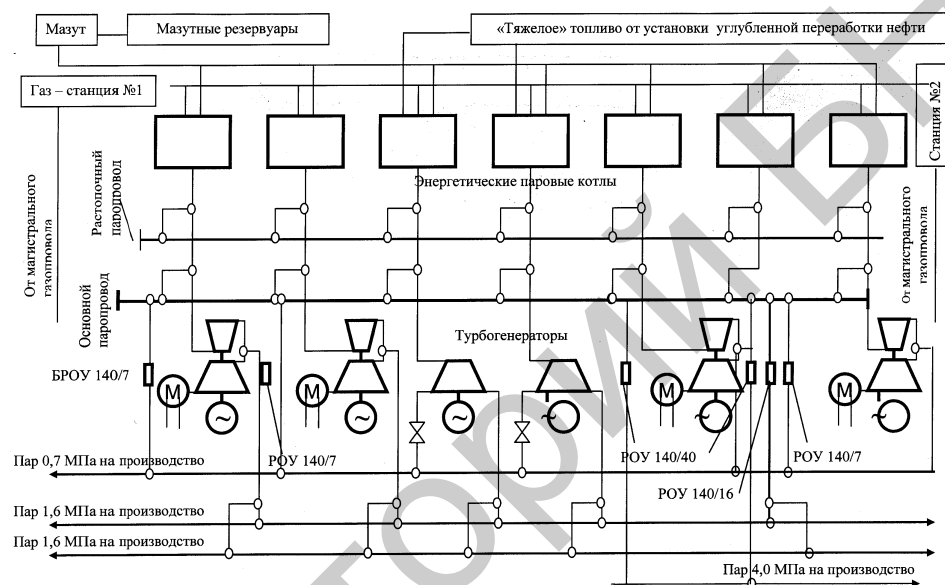 Мазут
Мазутные резервуары
«Тяжелое» топливо от установки углубленной переработки нефти
Газ – станция №1
Станция №2
Энергетические паровые котлы
Растопочный
паропровод
От магистрального
газопровола
От магистрального
газопровода
Основной
паропровод
Турбогенераторы
БРОУ 140/7
М
М
М
М
~
~
~
~
~
~
Пар 0,7 МПа на производство
РОУ 140/7
РОУ 140/40
РОУ 140/7
РОУ 140/16
Пар 1,6 МПа на производство
Пар 1,6 МПа на производство
Пар 4,0 МПа на производство